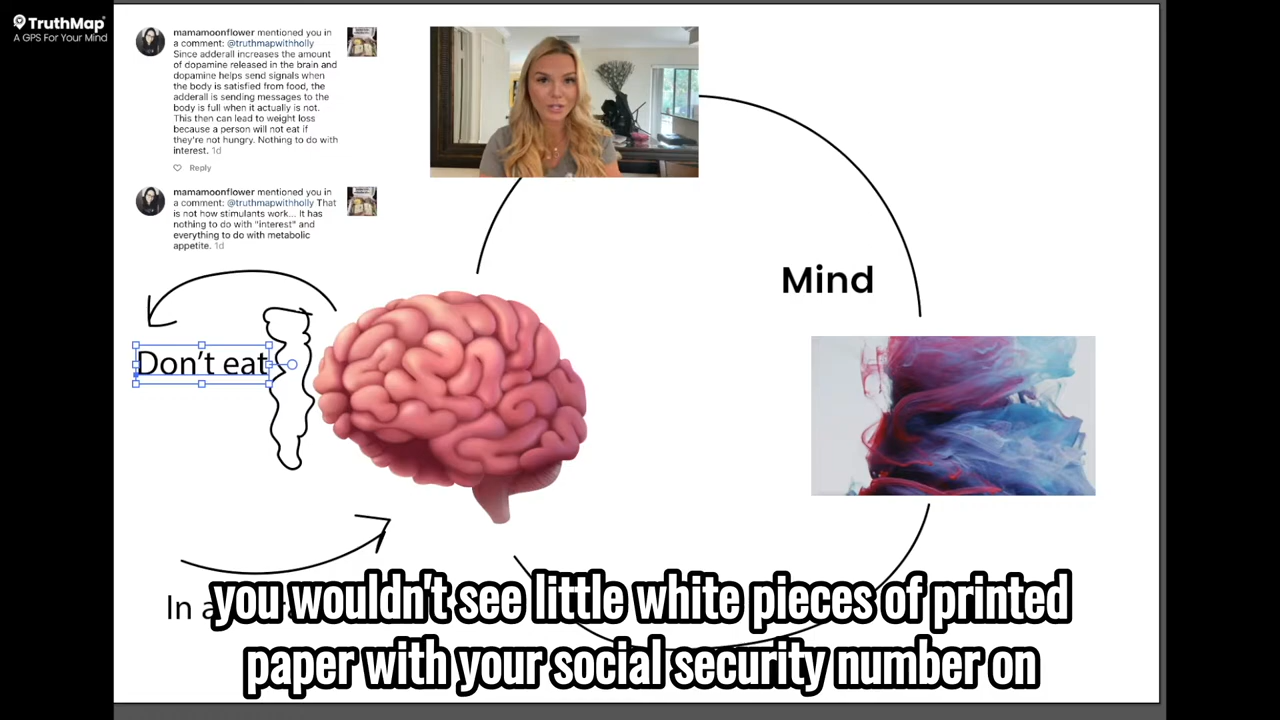 TruthMap
A GPS For Your Mind
mamamoonflower mentioned you in
a comment: @truthmapwithholly
Since adderall increases the amount
of dopamine released in the brain and
dopamine helps send signals when
the body is satisfied from food, the
adderall is sending messages to the
body is full when it actually is not.
This then can lead to weight loss
because a person will not eat if
they're not hungry. Nothing to do with
interest. 1d
Reply
mamamoonflower mentioned you in
a comment: @truthmapwithholly That
is not how stimulants work... It has
nothing to do with "interest" and
everything to do with metabolic
appetite. 1d
Mind
Don't eat
In
you wouldn't see little white pieces of printed
paper with your social security number on